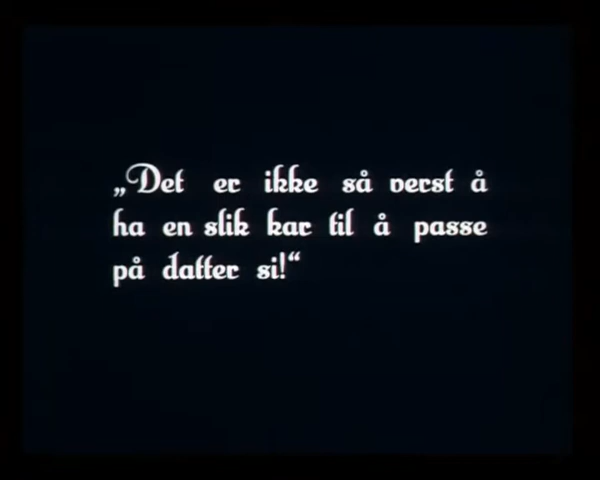 „Det er ikke så verst å
ha en slik kar til å passe
på datter si!“